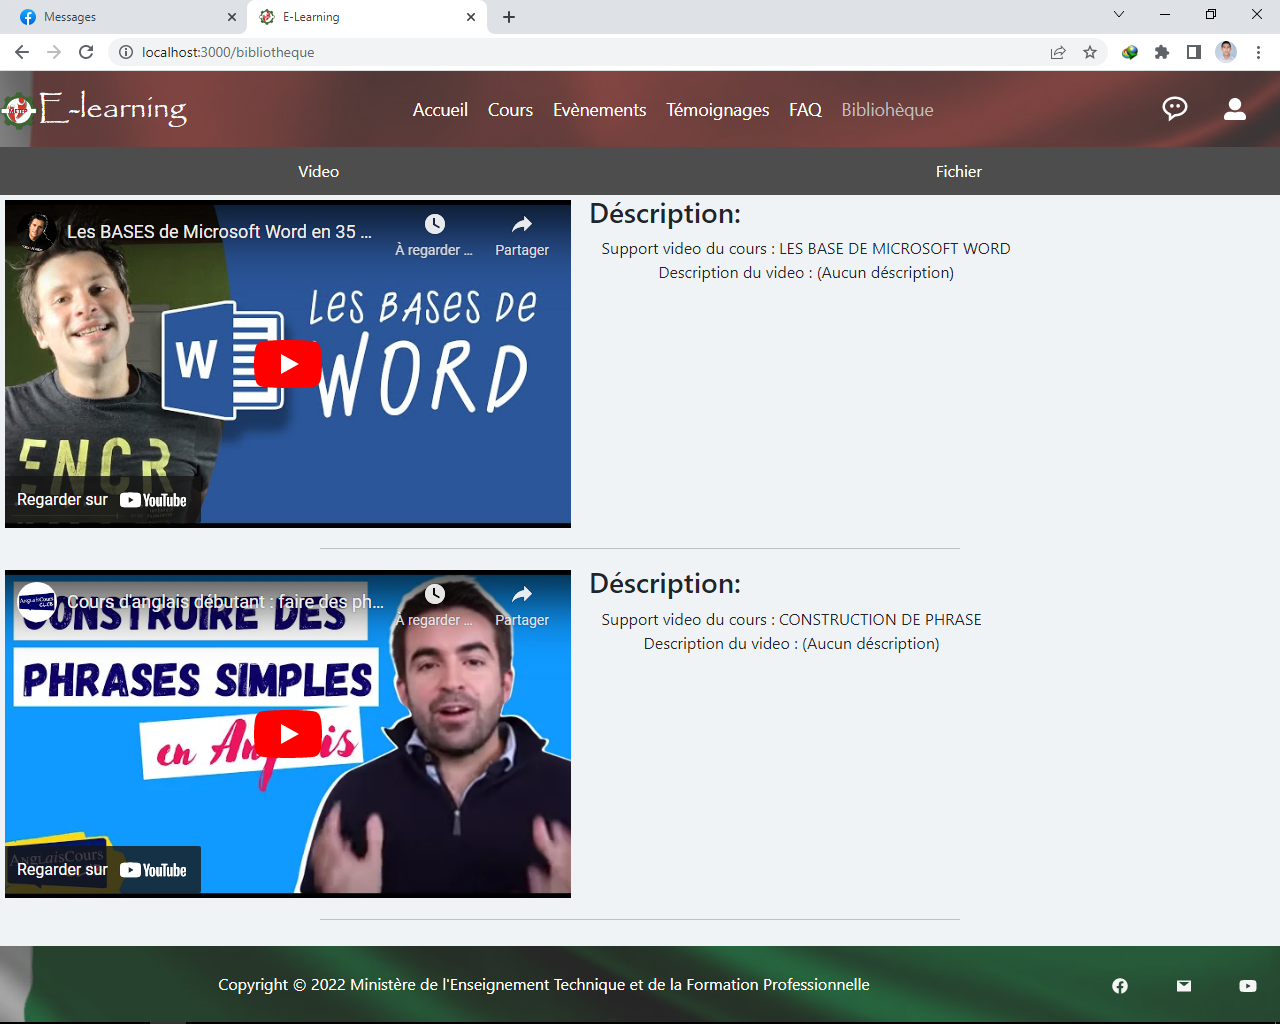 Messages
E-Learning
localhost:3000/bibliotheque
E-learning
Accueil Cours Evènements Témoignages FAQ Bibliohèque
Video Fichier
Les BASES de Microsoft Word en 35 ...
À regarder ... Partager
LES BASES DE
WORD
W
ENCR
Regarder sur YouTube
Déscription:
Support video du cours : LES BASE DE MICROSOFT WORD
Description du video : (Aucun déscription)
Cours d'anglais débutant : faire des ph...
À regarder ... Partager
CONSTRUIRE DES
PHRASES SIMPLES
en Anglais
AnglaisCours
Regarder sur YouTube
Déscription:
Support video du cours : CONSTRUCTION DE PHRASE
Description du video : (Aucun déscription)
Copyright © 2022 Ministère de l'Enseignement Technique et de la Formation Professionnelle